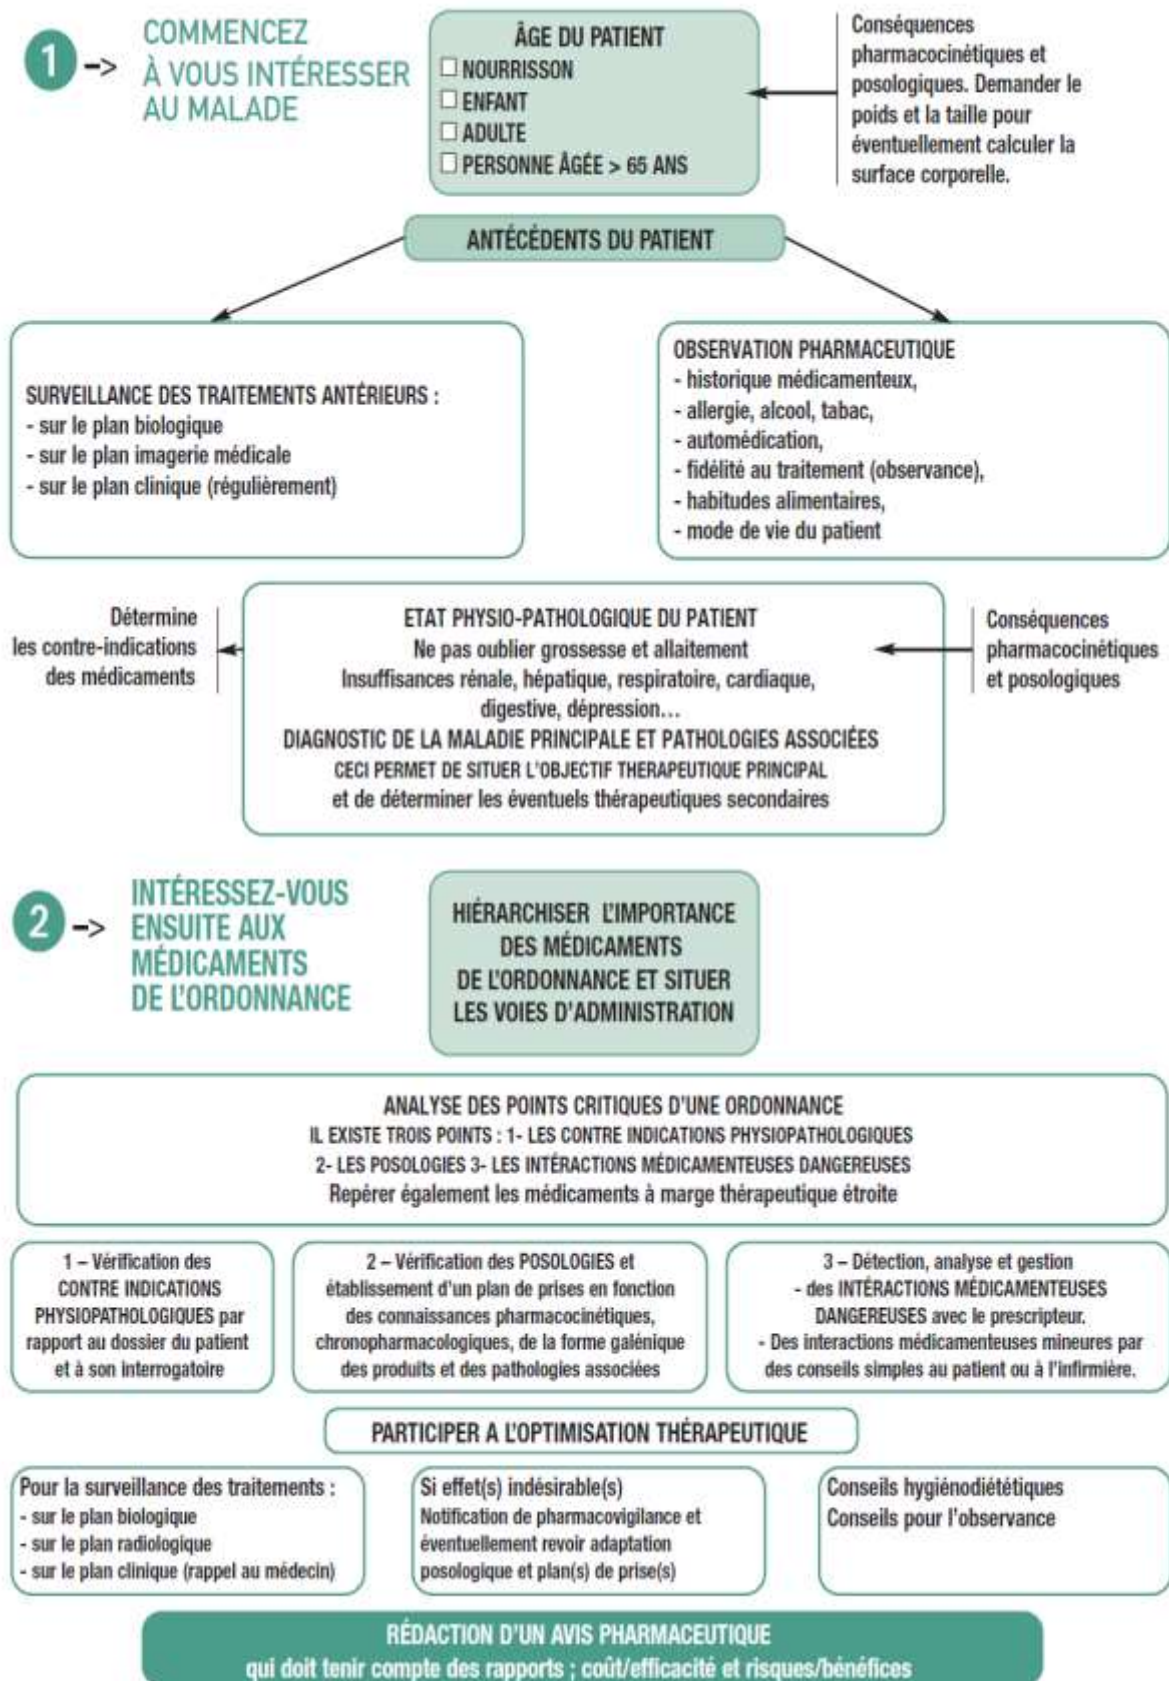 1 -> COMMENCEZ
À VOUS INTÉRESSER
AU MALADE
ÂGE DU PATIENT
☐ NOURRISSON
☐ ENFANT
☐ ADULTE
☐ PERSONNE ÂGÉE > 65 ANS
Conséquences
pharmacocinétiques et
posologiques. Demander le
poids et la taille pour
éventuellement calculer la
surface corporelle.
ANTÉCÉDENTS DU PATIENT
SURVEILLANCE DES TRAITEMENTS ANTÉRIEURS :
- sur le plan biologique
- sur le plan imagerie médicale
- sur le plan clinique (régulièrement)
OBSERVATION PHARMACEUTIQUE
- historique médicamenteux,
- allergie, alcool, tabac,
- automédication,
- fidélité au traitement (observance),
- habitudes alimentaires,
- mode de vie du patient
Détermine
les contre-indications
des médicaments
ETAT PHYSIO-PATHOLOGIQUE DU PATIENT
Ne pas oublier grossesse et allaitement
Insuffisances rénale, hépatique, respiratoire, cardiaque,
digestive, dépression...
DIAGNOSTIC DE LA MALADIE PRINCIPALE ET PATHOLOGIES ASSOCIÉES
CECI PERMET DE SITUER L'OBJECTIF THERAPEUTIQUE PRINCIPAL
et de déterminer les éventuels thérapeutiques secondaires
Conséquences
pharmacocinétiques
et posologiques
2 -> INTÉRESSEZ-VOUS
ENSUITE AUX
MÉDICAMENTS
DE L'ORDONNANCE
HIÉRARCHISER L'IMPORTANCE
DES MÉDICAMENTS
DE L'ORDONNANCE ET SITUER
LES VOIES D'ADMINISTRATION
ANALYSE DES POINTS CRITIQUES D'UNE ORDONNANCE
IL EXISTE TROIS POINTS : 1- LES CONTRE INDICATIONS PHYSIOPATHOLOGIQUES
2- LES POSOLOGIES 3- LES INTÉRACTIONS MÉDICAMENTEUSES DANGEREUSES
Repérer également les médicaments à marge thérapeutique étroite
1 – Vérification des
CONTRE INDICATIONS
PHYSIOPATHOLOGIQUES par
rapport au dossier du patient
et à son interrogatoire
2 – Vérification des POSOLOGIES et
établissement d'un plan de prises en fonction
des connaissances pharmacocinétiques,
chronopharmacologiques, de la forme galénique
des produits et des pathologies associées
3 – Détection, analyse et gestion
- des INTÉRACTIONS MÉDICAMENTEUSES
DANGEREUSES avec le prescripteur.
- Des interactions médicamenteuses mineures par
des conseils simples au patient ou à l'infirmière.
PARTICIPER A L'OPTIMISATION THÉRAPEUTIQUE
Pour la surveillance des traitements :
- sur le plan biologique
- sur le plan radiologique
- sur le plan clinique (rappel au médecin)
Si effet(s) indésirable(s)
Notification de pharmacovigilance et
éventuellement revoir adaptation
posologique et plan(s) de prise(s)
Conseils hygiénodiététiques
Conseils pour l'observance
RÉDACTION D'UN AVIS PHARMACEUTIQUE
qui doit tenir compte des rapports ; coût/efficacité et risques/bénéfices